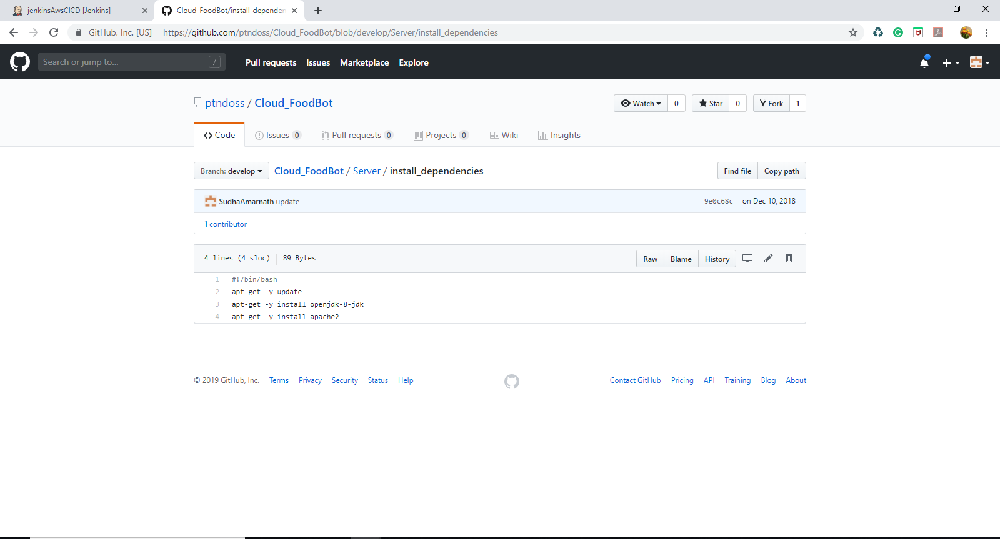 jenkinsAwsCICD [Jenkins]
Cloud_FoodBot/install_dependen
GitHub, Inc. [US]
https://github.com/ptndoss/Cloud_FoodBot/blob/develop/Server/install_dependencies
Search or jump to...
/
Pull requests
Issues
Marketplace
Explore
ptndoss / Cloud_FoodBot
Watch 0
Star 0
Fork 1
Code
Issues 0
Pull requests 0
Projects 0
Wiki
Insights
Branch: develop
Cloud_FoodBot / Server / install_dependencies
Find file
Copy path
SudhaAmarnath update
9e0c68c
on Dec 10, 2018
1 contributor
4 lines (4 sloc)
89 Bytes
Raw
Blame
History
1 #!/bin/bash
2 apt-get -y update
3 apt-get -y install openjdk-8-jdk
4 apt-get -y install apache2
© 2019 GitHub, Inc.
Terms
Privacy
Security
Status
Help
Contact GitHub
Pricing
API
Training
Blog
About